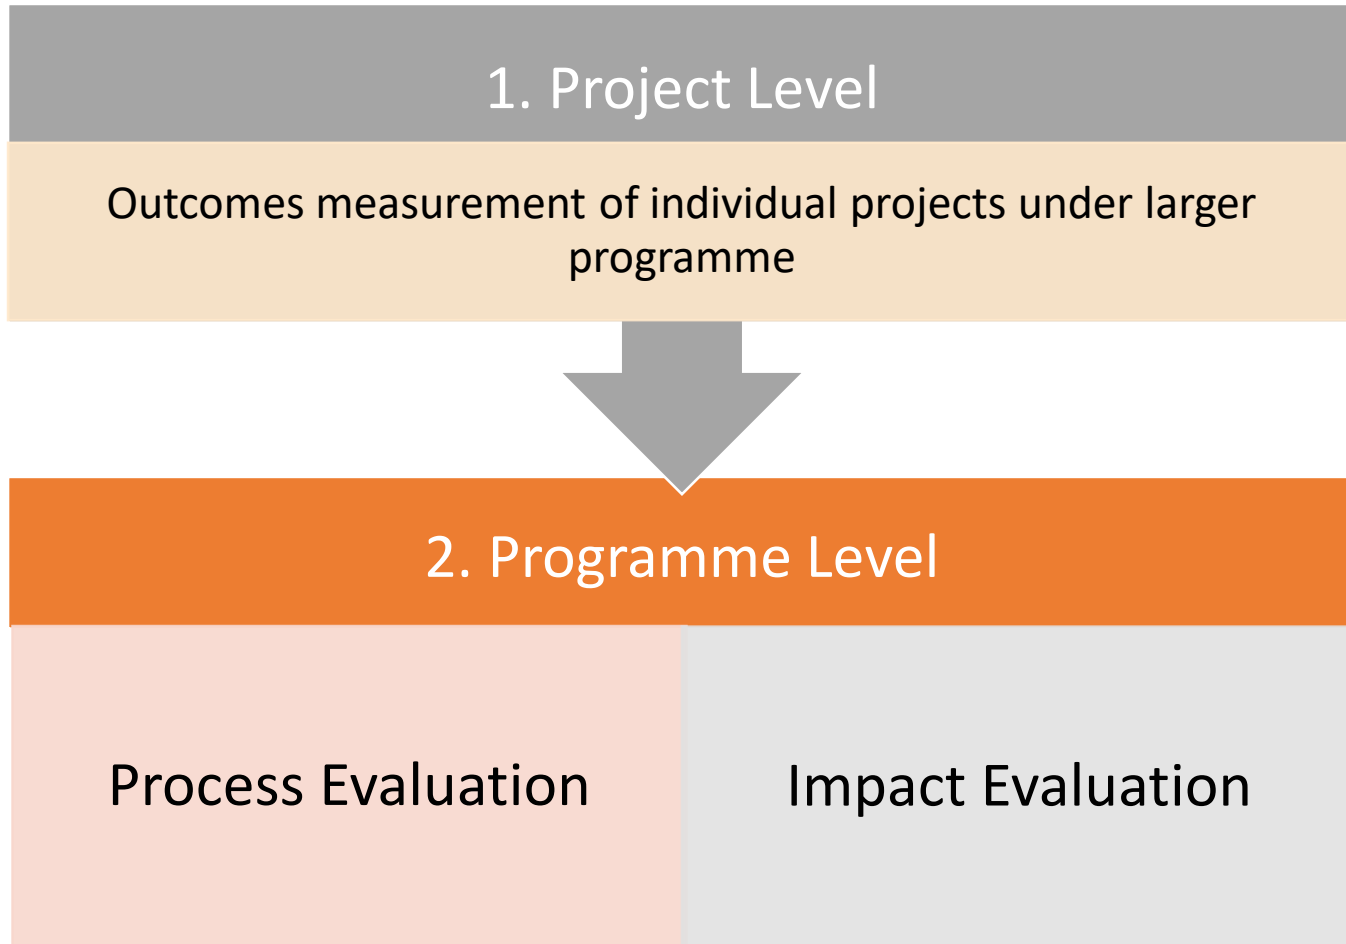 1. Project Level
Outcomes measurement of individual projects under larger
programme
2. Programme Level
Process Evaluation
Impact Evaluation